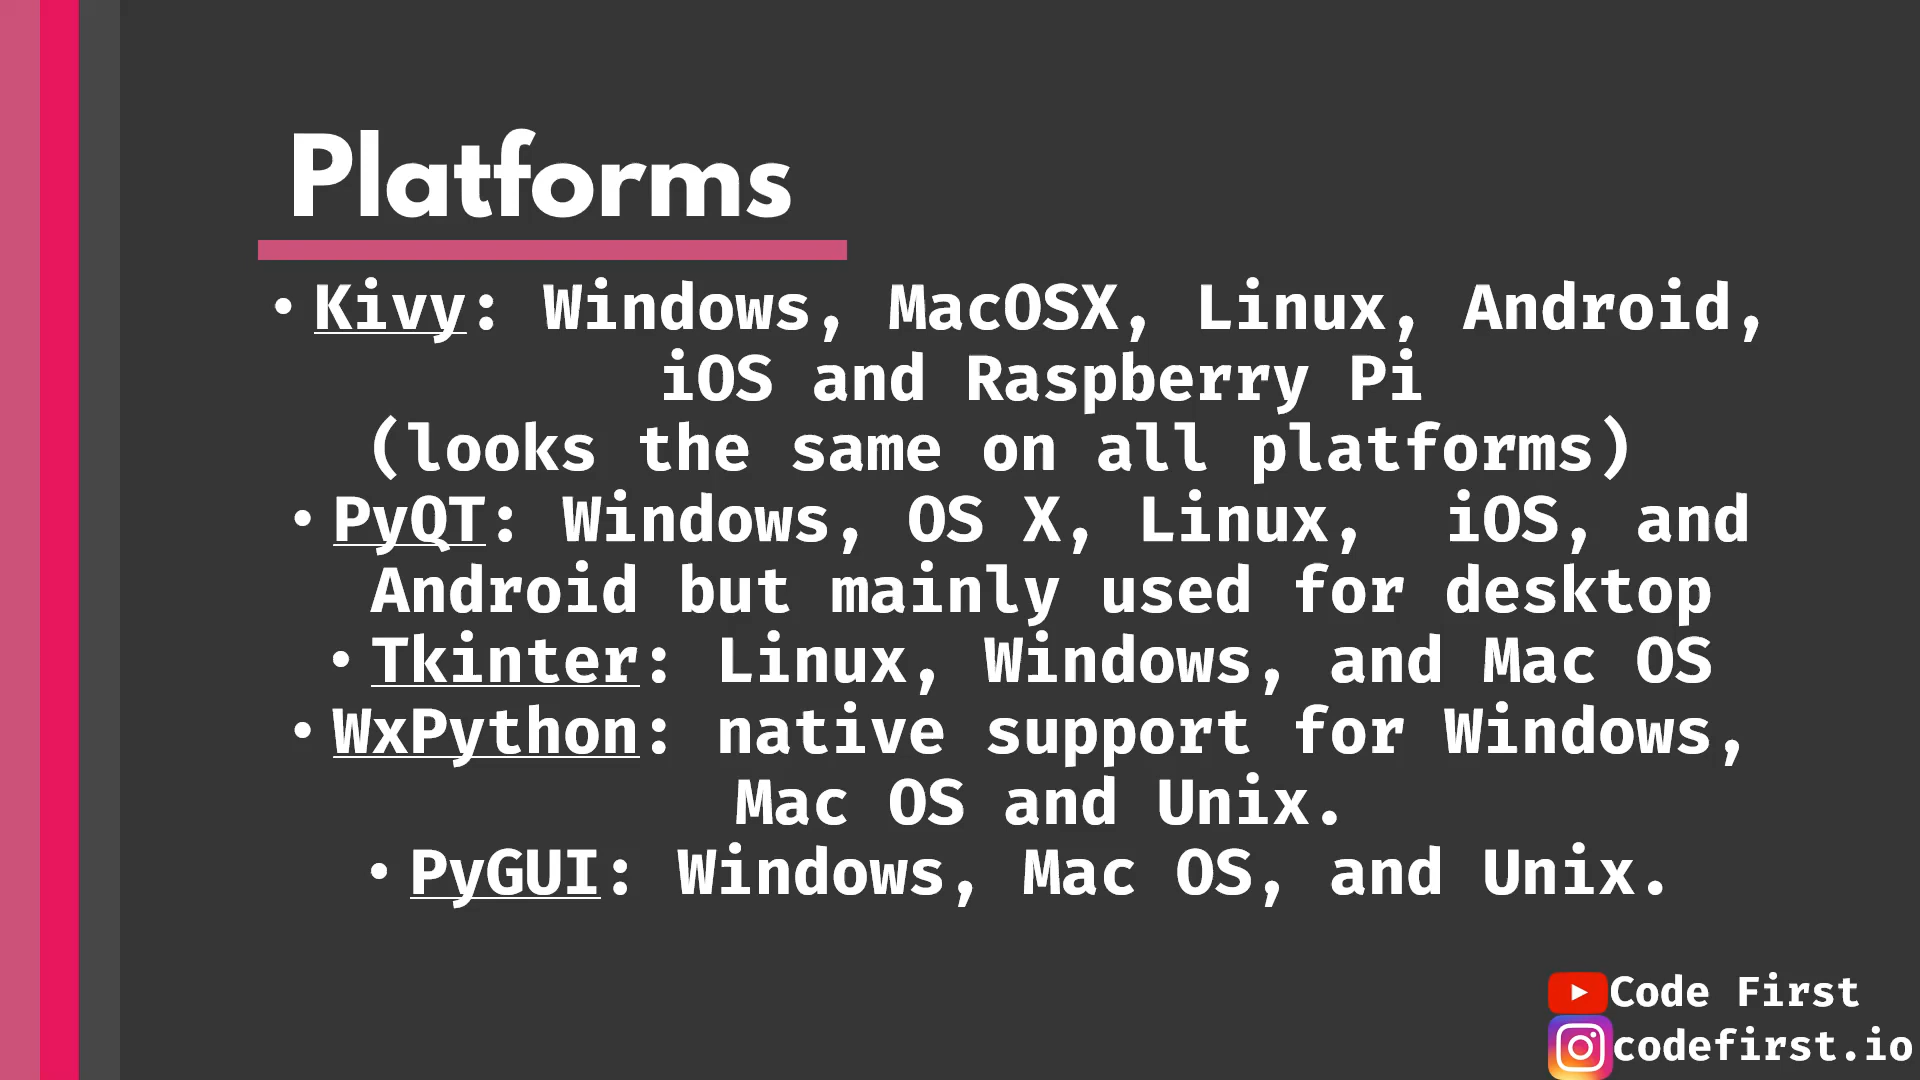 Platforms
• Kivy: Windows, MacOSX, Linux, Android,
iOS and Raspberry Pi
(looks the same on all platforms)
• PyQT: Windows, OS X, Linux,  iOS, and
Android but mainly used for desktop
• Tkinter: Linux, Windows, and Mac OS
• WxPython: native support for Windows,
Mac OS and Unix.
• PyGUI: Windows, Mac OS, and Unix.
Code First
codefirst.io